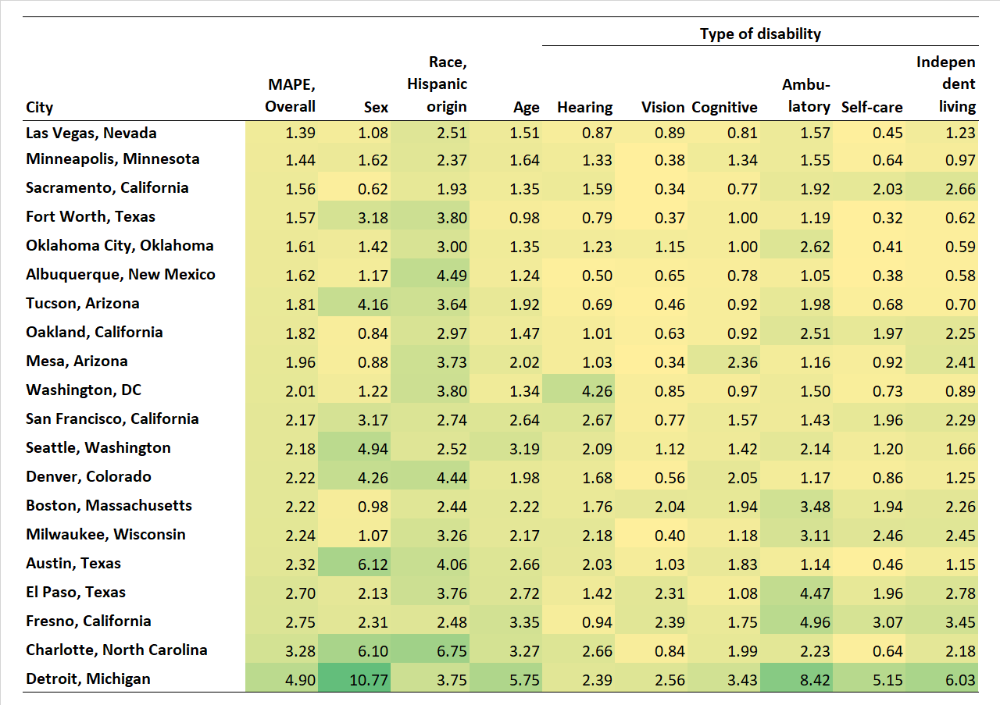 Type of disability
City MAPE, Overall Sex Race, Hispanic origin Age Hearing Vision Cognitive Ambu-latory Self-care Indepen dent living
Las Vegas, Nevada 1.39 1.08 2.51 1.51 0.87 0.89 0.81 1.57 0.45 1.23
Minneapolis, Minnesota 1.44 1.62 2.37 1.64 1.33 0.38 1.34 1.55 0.64 0.97
Sacramento, California 1.56 0.62 1.93 1.35 1.59 0.34 0.77 1.92 2.03 2.66
Fort Worth, Texas 1.57 3.18 3.80 0.98 0.79 0.37 1.00 1.19 0.32 0.62
Oklahoma City, Oklahoma 1.61 1.42 3.00 1.35 1.23 1.15 1.00 2.62 0.41 0.59
Albuquerque, New Mexico 1.62 1.17 4.49 1.24 0.50 0.65 0.78 1.05 0.38 0.58
Tucson, Arizona 1.81 4.16 3.64 1.92 0.69 0.46 0.92 1.98 0.68 0.70
Oakland, California 1.82 0.84 2.97 1.47 1.01 0.63 0.92 2.51 1.97 2.25
Mesa, Arizona 1.96 0.88 3.73 2.02 1.03 0.34 2.36 1.16 0.92 2.41
Washington, DC 2.01 1.22 3.80 1.34 4.26 0.85 0.97 1.50 0.73 0.89
San Francisco, California 2.17 3.17 2.74 2.64 2.67 0.77 1.57 1.43 1.96 2.29
Seattle, Washington 2.18 4.94 2.52 3.19 2.09 1.12 1.42 2.14 1.20 1.66
Denver, Colorado 2.22 4.26 4.44 1.98 1.68 0.56 2.05 1.17 0.86 1.25
Boston, Massachusetts 2.22 0.98 2.44 2.22 1.76 2.04 1.94 3.48 1.94 2.26
Milwaukee, Wisconsin 2.24 1.07 3.26 2.17 2.18 0.40 1.18 3.11 2.46 2.45
Austin, Texas 2.32 6.12 4.06 2.66 2.03 1.03 1.83 1.14 0.46 1.15
El Paso, Texas 2.70 2.13 3.76 2.72 1.42 2.31 1.08 4.47 1.96 2.78
Fresno, California 2.75 2.31 2.48 3.35 0.94 2.39 1.75 4.96 3.07 3.45
Charlotte, North Carolina 3.28 6.10 6.75 3.27 2.66 0.84 1.99 2.23 0.64 2.18
Detroit, Michigan 4.90 10.77 3.75 5.75 2.39 2.56 3.43 8.42 5.15 6.03